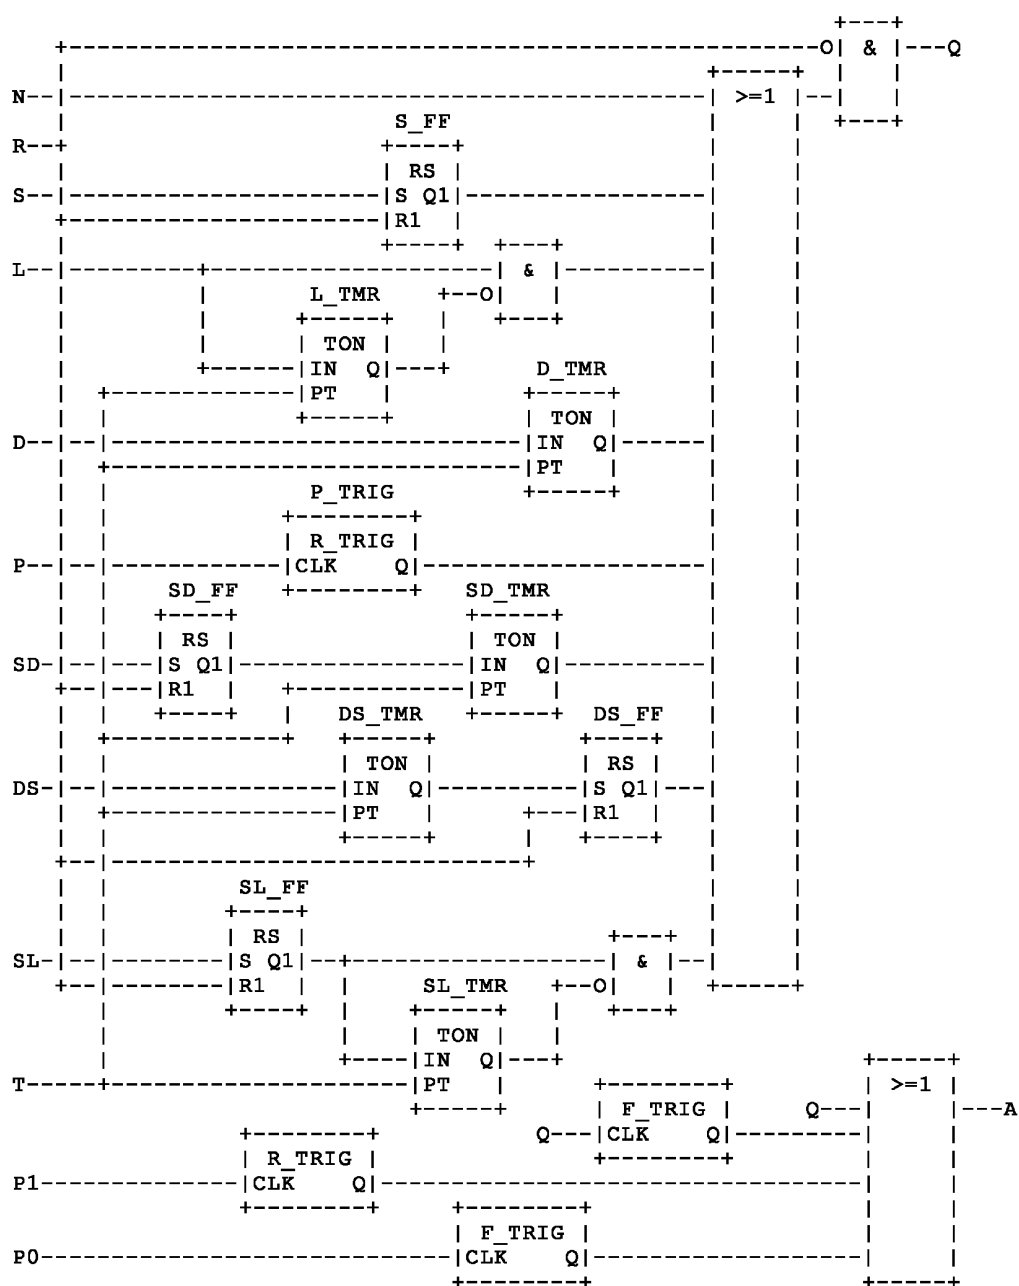 & Q
N >=1
S_FF
R
RS
S S Q1
R1
L &
L_TMR
TON
IN Q D_TMR
PT
TON
D IN Q
PT
P_TRIG
R_TRIG
P CLK Q
SD_FF SD_TMR
RS TON
SD S Q1 IN Q
R1 PT
DS_TMR DS_FF
TON RS
DS IN Q S Q1
PT R1
SL_FF
RS
SL S Q1 &
R1 SL_TMR
TON
IN Q
T PT >=1
F_TRIG Q A
Q CLK Q
R_TRIG
P1 CLK Q
F_TRIG
P0 CLK Q